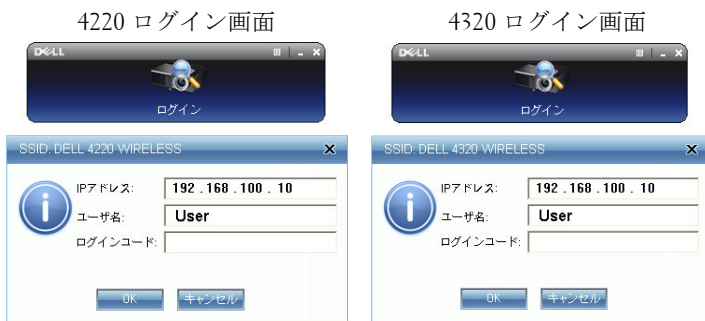 4220 ログイン画面
DELL
ログイン
SSID: DELL 4220 WIRELESS
IPアドレス: 192 . 168 . 100 . 10
ユーザ名: User
ログインコード:
OK キャンセル
4320 ログイン画面
DELL
ログイン
SSID: DELL 4320 WIRELESS
IPアドレス: 192 . 168 . 100 . 10
ユーザ名: User
ログインコード:
OK キャンセル